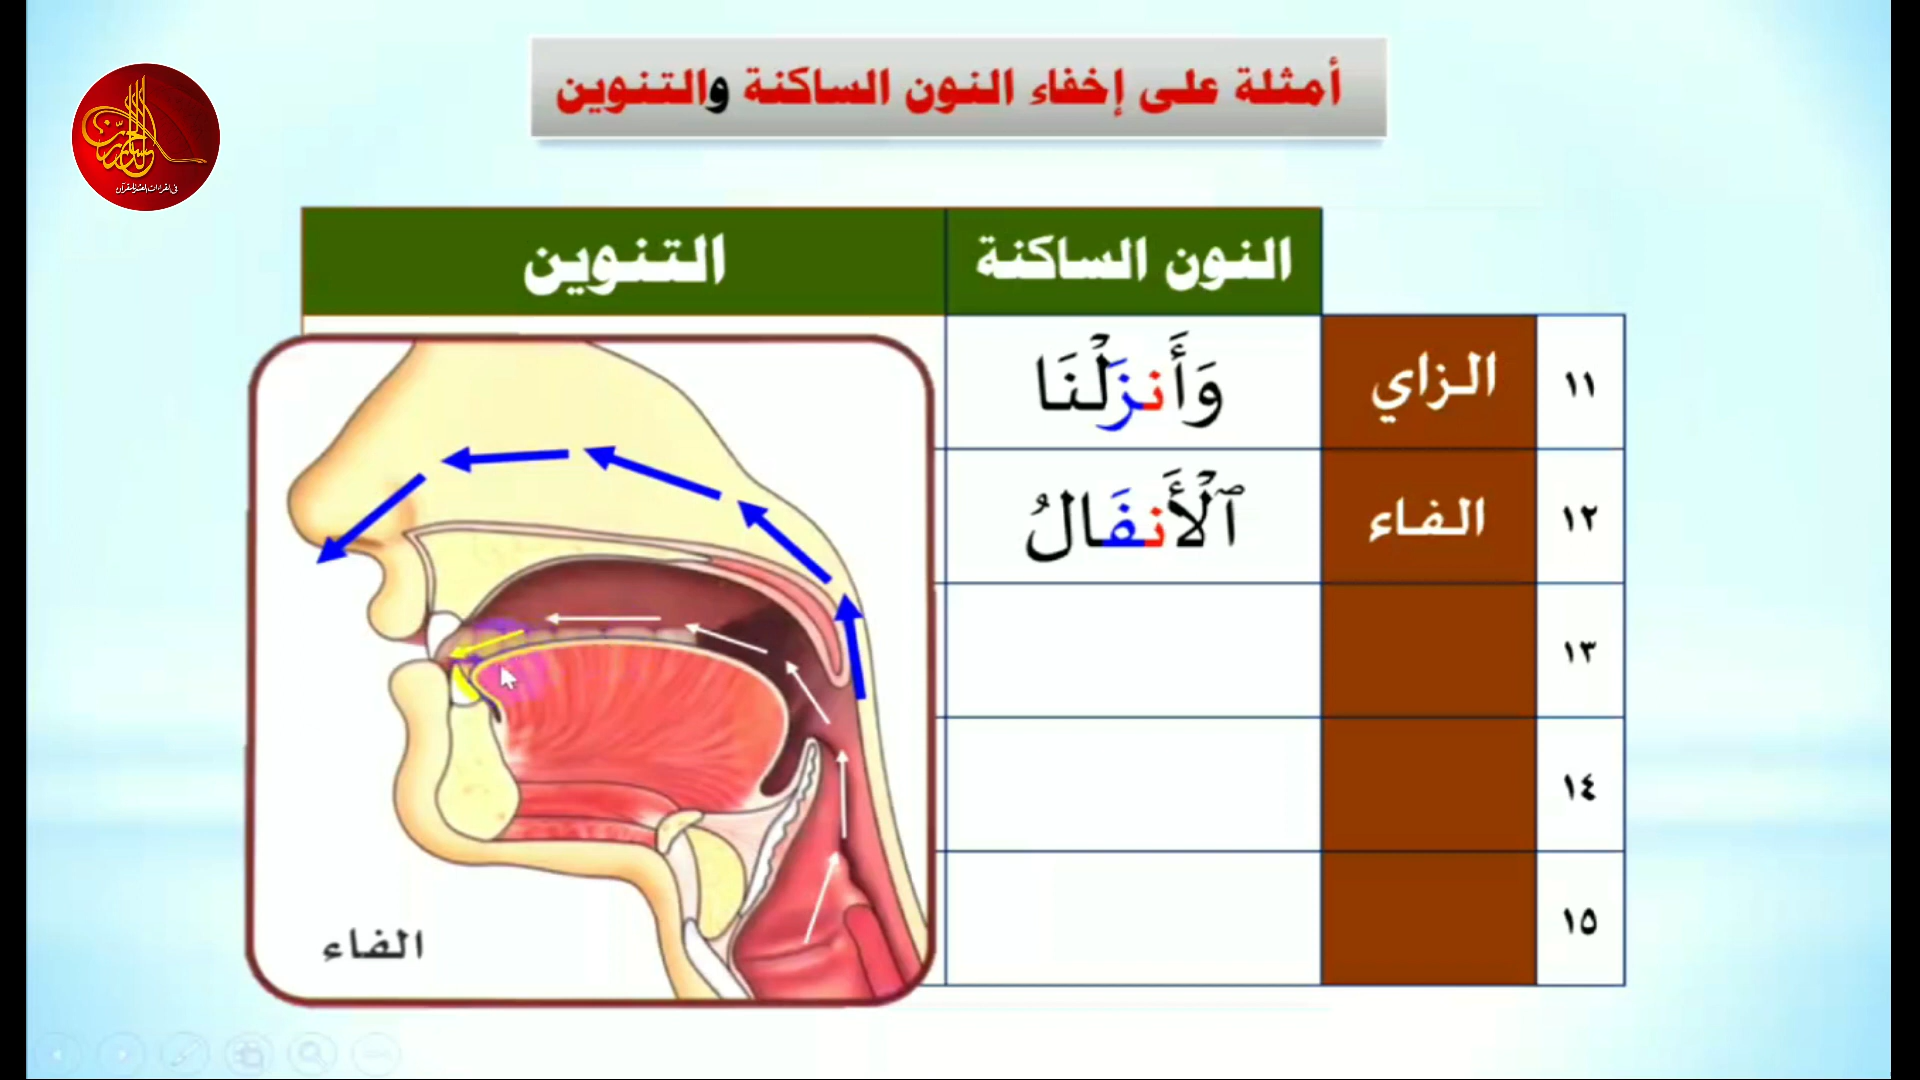 أمثلة على إخفاء النون الساكنة والتنوين
النون الساكنة
التنوين
١١
الزاي
وَأَنزَلْنَا
١٢
الفاء
ٱلْأَنفَالُ
١٣
١٤
١٥
الفاء